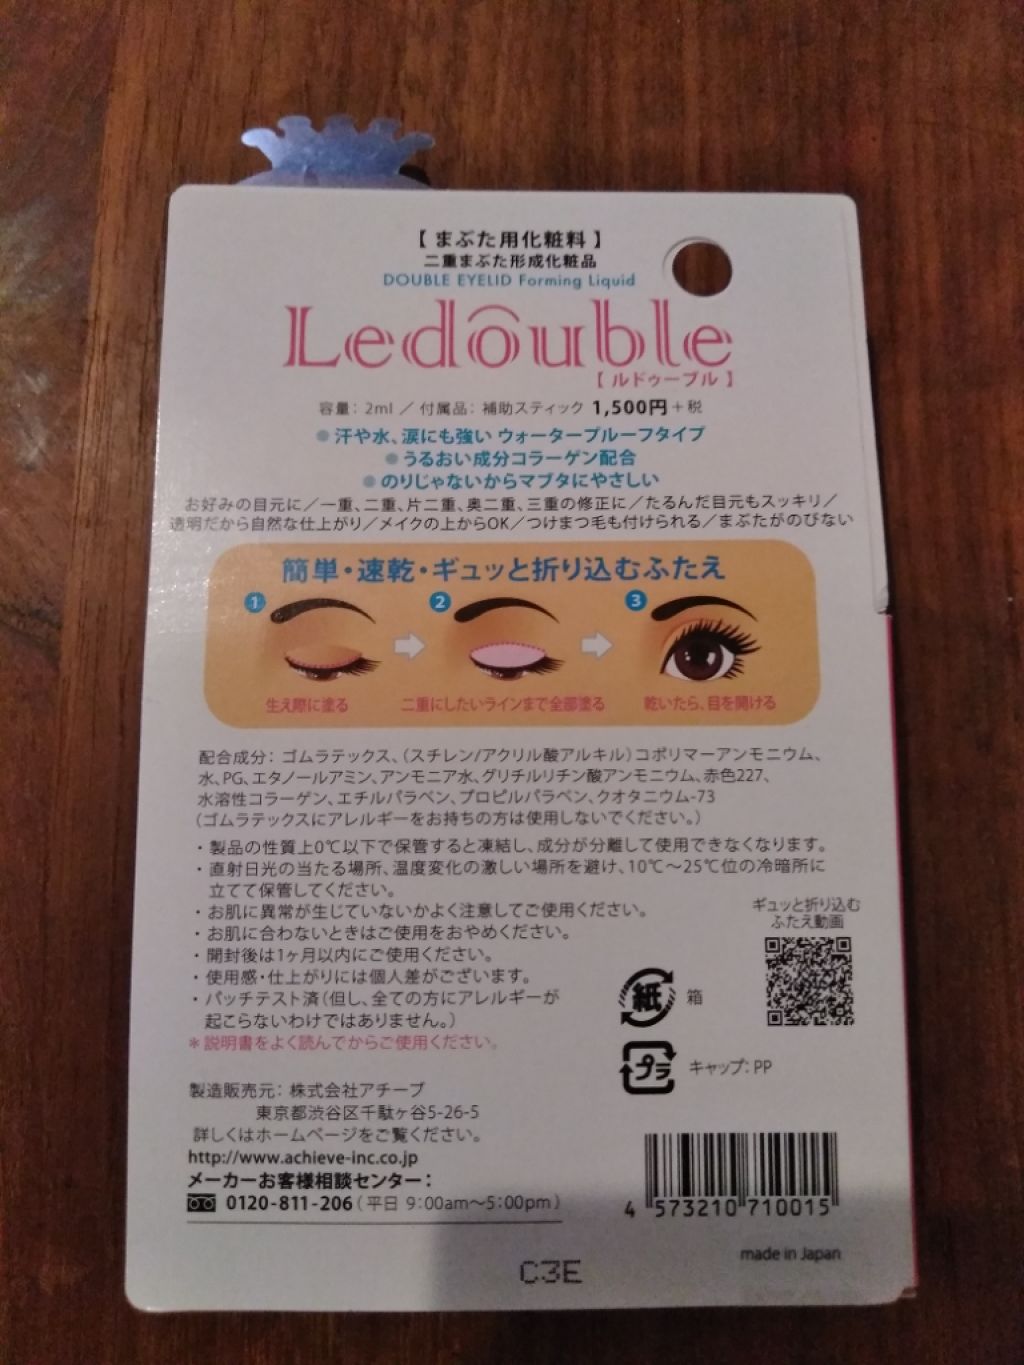 【 まぶた用化粧料 】
二重まぶた形成化粧品
DOUBLE EYELID Forming Liquid
Ledoûble
【 ルドゥーブル 】
容量: 2ml / 付属品: 補助スティック 1,500円+税
●汗や水、涙にも強い ウォータープルーフタイプ
●うるおい成分コラーゲン配合
●のりじゃないからマブタにやさしい
お好みの目元に/一重、二重、片二重、奥二重、三重の修正に/たるんだ目元もスッキリ/
透明だから自然な仕上がり/メイクの上からOK/つけまつ毛も付けられる/まぶたがのびない
簡単・速乾・ギュッと折り込むふたえ
1 2 3
生え際に塗る 二重にしたいラインまで全部塗る 乾いたら、目を開ける
配合成分: ゴムラテックス、(スチレン/アクリル酸アルキル)コポリマーアンモニウム、
水、PG、エタノールアミン、アンモニア水、グリチルリチン酸アンモニウム、赤色227、
水溶性コラーゲン、エチルパラベン、プロピルパラベン、クオタニウム-73
(ゴムラテックスにアレルギーをお持ちの方は使用しないでください。)
・製品の性質上0℃以下で保管すると凍結し、成分が分離して使用できなくなります。
・直射日光の当たる場所、温度変化の激しい場所を避け、10℃～25℃位の冷暗所に
立てて保管してください。
・お肌に異常が生じていないかよく注意してご使用ください。
・お肌に合わないときはご使用をおやめください。
・開封後は1ヶ月以内にご使用ください。
・使用感・仕上がりには個人差がございます。
・パッチテスト済(但し、全ての方にアレルギーが
起こらないわけではありません。)
*説明書をよく読んでからご使用ください。
ギュッと折り込む
ふたえ動画
紙 箱
プラ キャップ: PP
製造販売元: 株式会社アチーブ
東京都渋谷区千駄ヶ谷5-26-5
詳しくはホームページをご覧ください。
http://www.achieve-inc.co.jp
メーカーお客様相談センター:
0120-811-206(平日 9:00am～5:00pm)
4 573210 710015
made in Japan
C3E